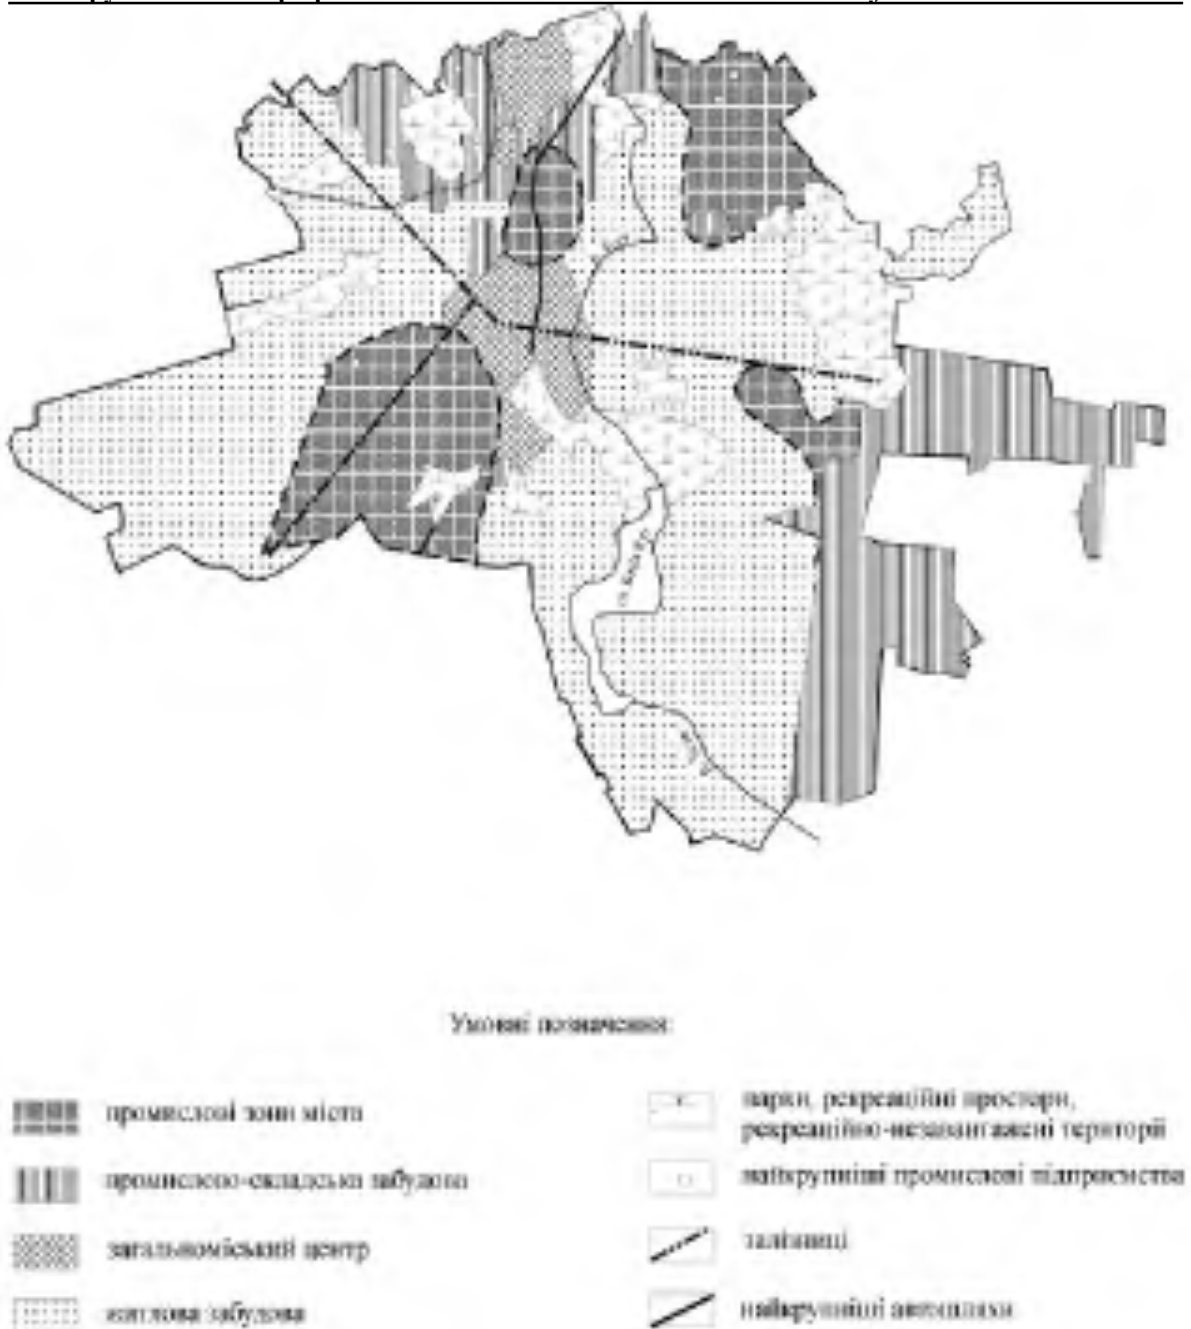 Умовні позначення:
промислові зони міста
промислово-складська забудова
загальноміський центр
житлова забудова
парки, рекреаційні простори,
рекреаційно-незавантажені території
найкрупніші промислові підприємства
залізниці
найкрупніші автошляхи